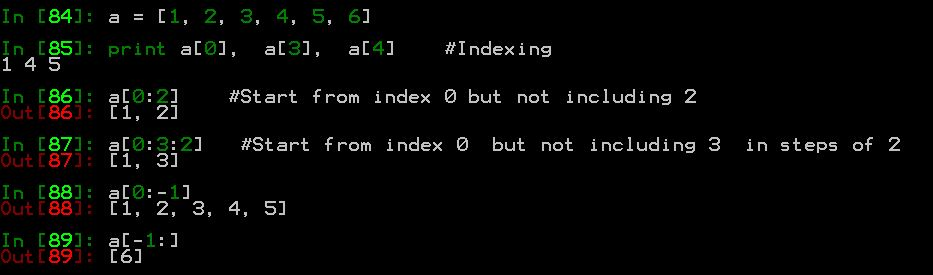 In [84]: a = [1, 2, 3, 4, 5, 6]
In [85]: print a[0], a[3], a[4] #Indexing
1 4 5
In [86]: a[0:2] #Start from index 0 but not including 2
Out[86]: [1, 2]
In [87]: a[0:3:2] #Start from index 0 but not including 3 in steps of 2
Out[87]: [1, 3]
In [88]: a[0:-1]
Out[88]: [1, 2, 3, 4, 5]
In [89]: a[-1:]
Out[89]: [6]